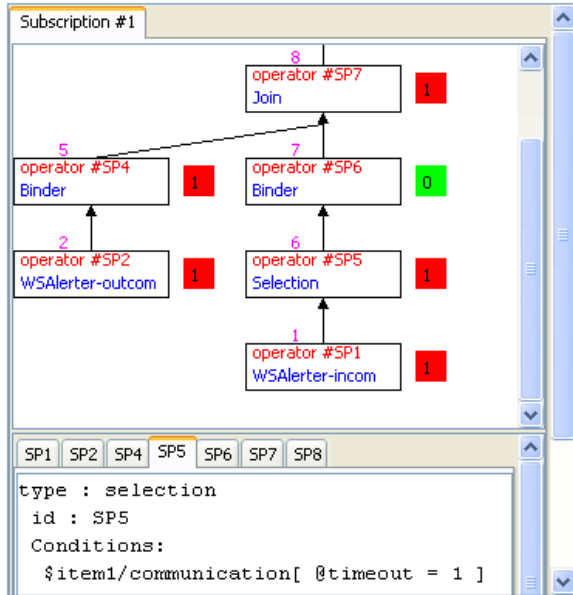 Subscription #1
8
operator #SP7
Join
1
5
operator #SP4
Binder
1
7
operator #SP6
Binder
0
2
operator #SP2
WSAlerter-outcom
1
6
operator #SP5
Selection
1
1
operator #SP1
WSAlerter-incom
1
SP1 SP2 SP4 SP5 SP6 SP7 SP8
type : selection
id : SP5
Conditions:
$item1/communication[ @timeout = 1 ]